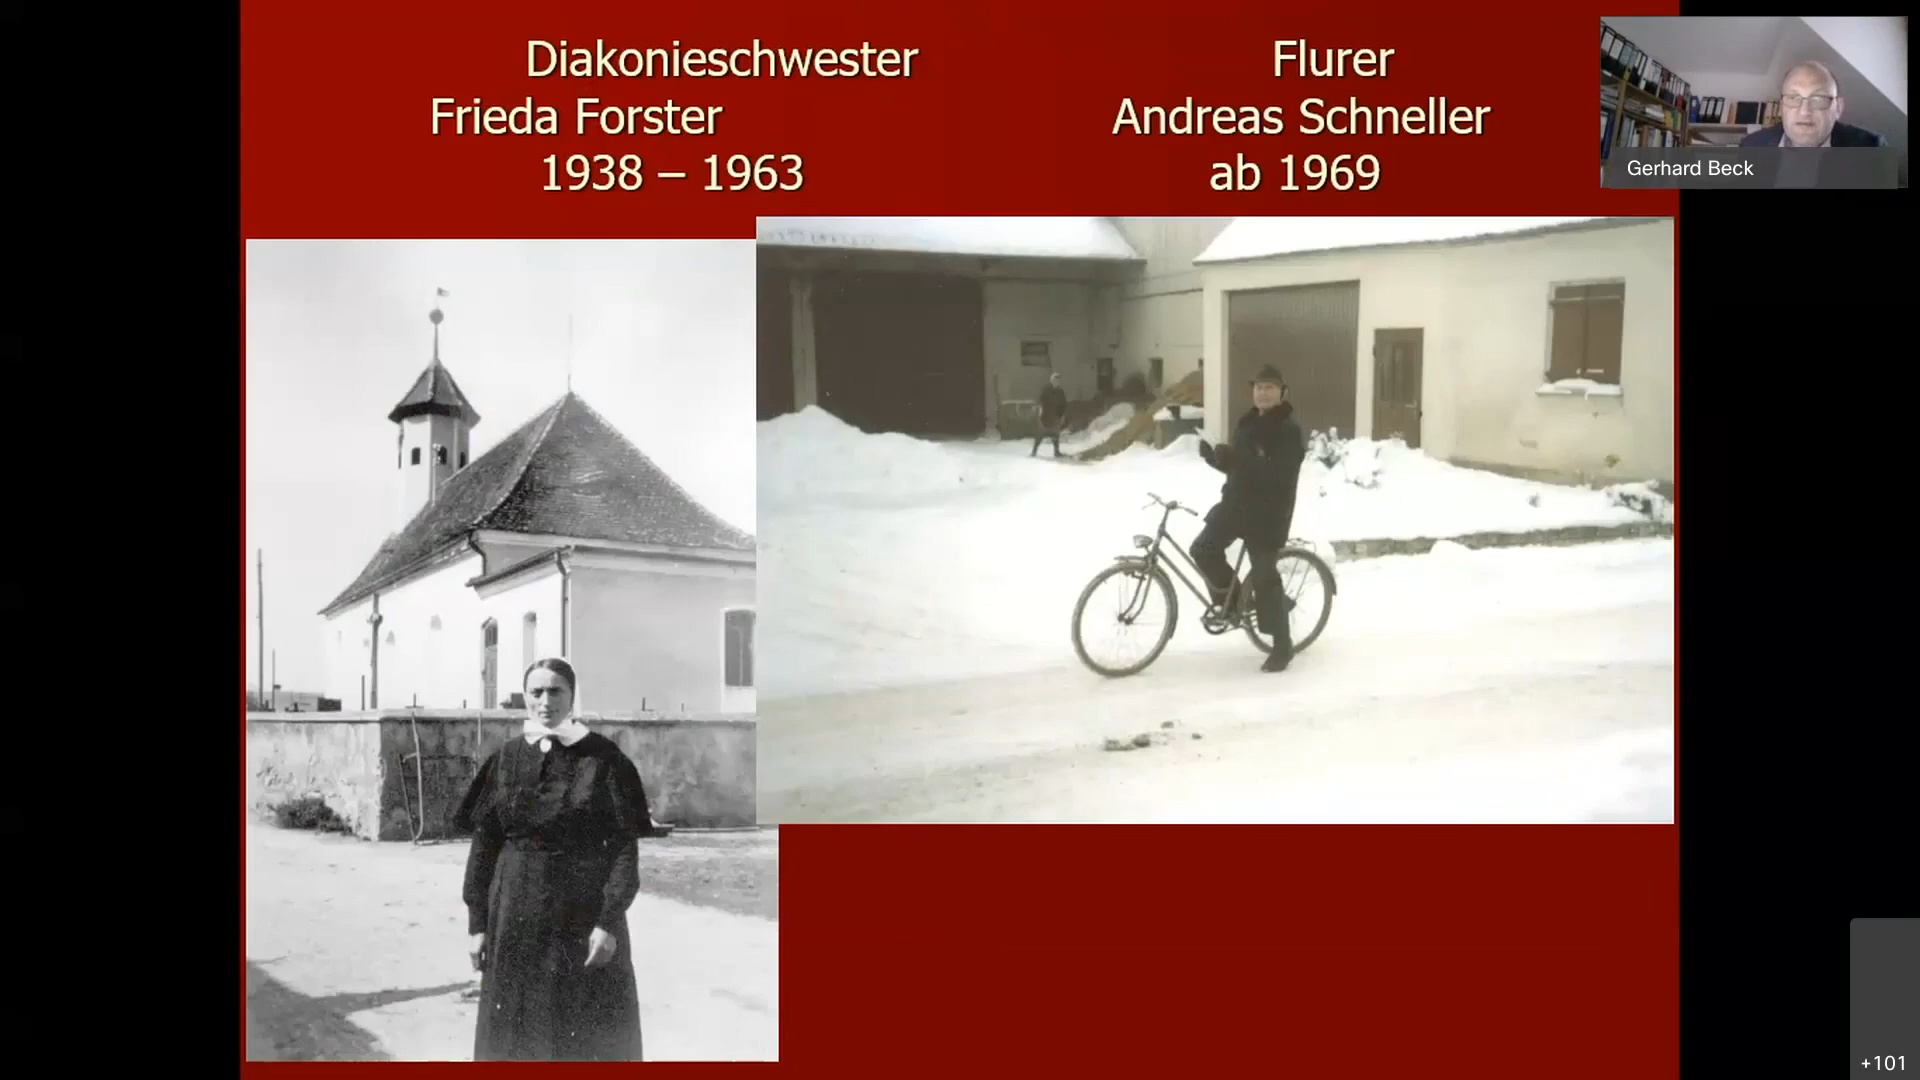 Diakonieschwester
Frieda Forster
1938 – 1963
Flurer
Andreas Schneller
ab 1969
Gerhard Beck
+101